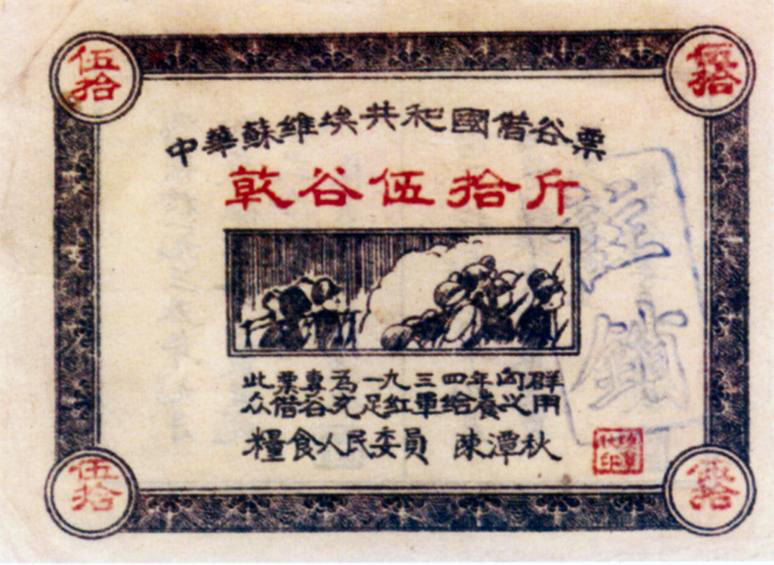 伍拾
伍拾
中華蘇維埃共和國借谷票
乾谷伍拾斤
註銷
此票專為一九三四年向群
众借谷充足紅軍給養之用
糧食人民委員 陳潭秋
伍拾
伍拾